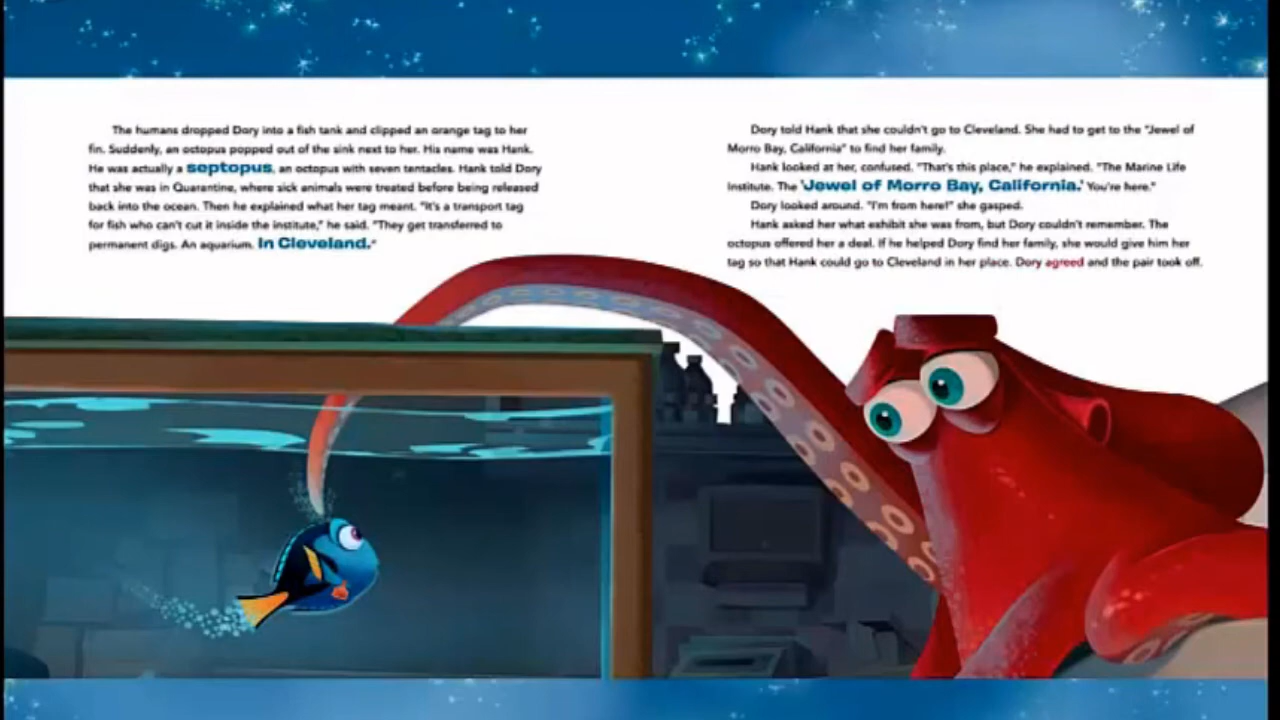 The humans dropped Dory into a fish tank and clipped an orange tag to her
fin. Suddenly, an octopus popped out of the sink next to her. His name was Hank.
He was actually a septopus, an octopus with seven tentacles. Hank told Dory
that she was in Quarantine, where sick animals were treated before being released
back into the ocean. Then he explained what her tag meant. "It's a transport tag
for fish who can't cut it inside the institute," he said. "They get transferred to
permanent digs. An aquarium. In Cleveland."
Dory told Hank that she couldn't go to Cleveland. She had to get to the "Jewel of
Morro Bay, California" to find her family.
Hank looked at her, confused. "That's this place," he explained. "The Marine Life
Institute. The 'Jewel of Morro Bay, California.' You're here."
Dory looked around. "I'm from here!" she gasped.
Hank asked her what exhibit she was from, but Dory couldn't remember. The
octopus offered her a deal. If he helped Dory find her family, she would give him her
tag so that Hank could go to Cleveland in her place. Dory agreed and the pair took off.